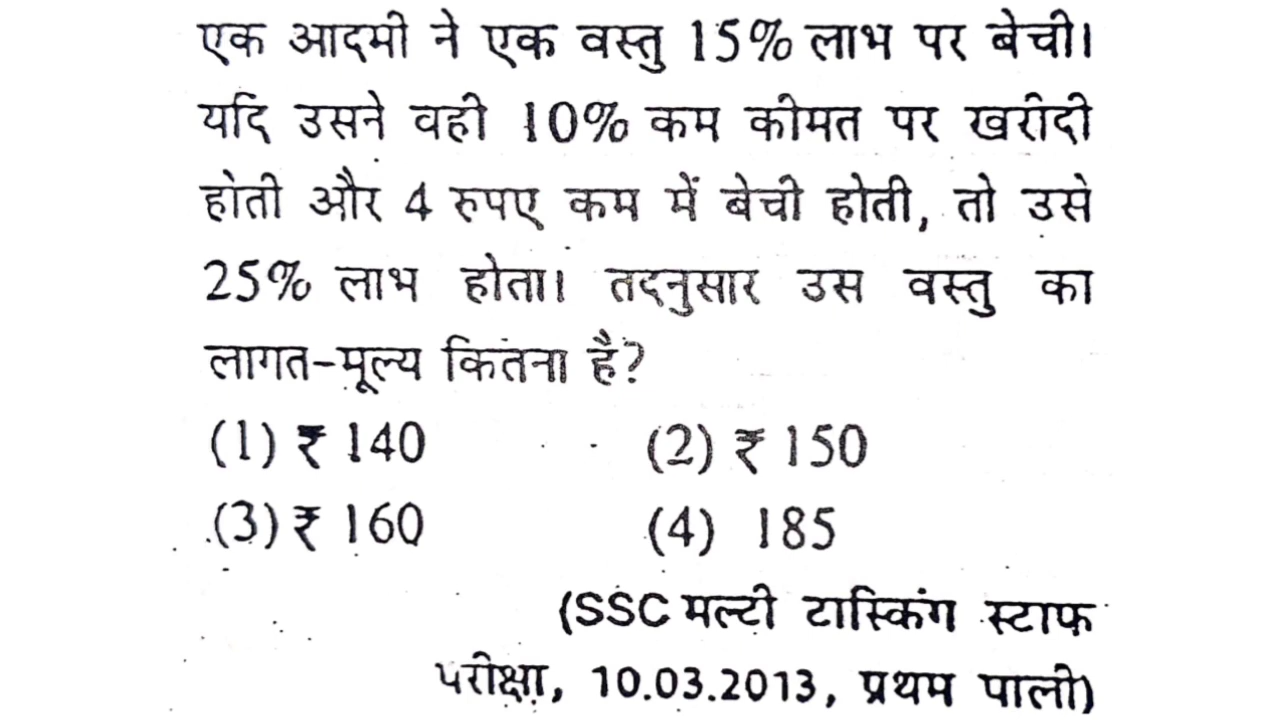 एक आदमी ने एक वस्तु 15% लाभ पर बेची।
यदि उसने वही 10% कम कीमत पर खरीदी
होती और 4 रुपए कम में बेची होती, तो उसे
25% लाभ होता। तदनुसार उस वस्तु का
लागत-मूल्य कितना है?
(1) ₹ 140 (2) ₹ 150
(3) ₹ 160 (4) 185
(SSC मल्टी टास्किंग स्टाफ
परीक्षा, 10.03.2013, प्रथम पाली)